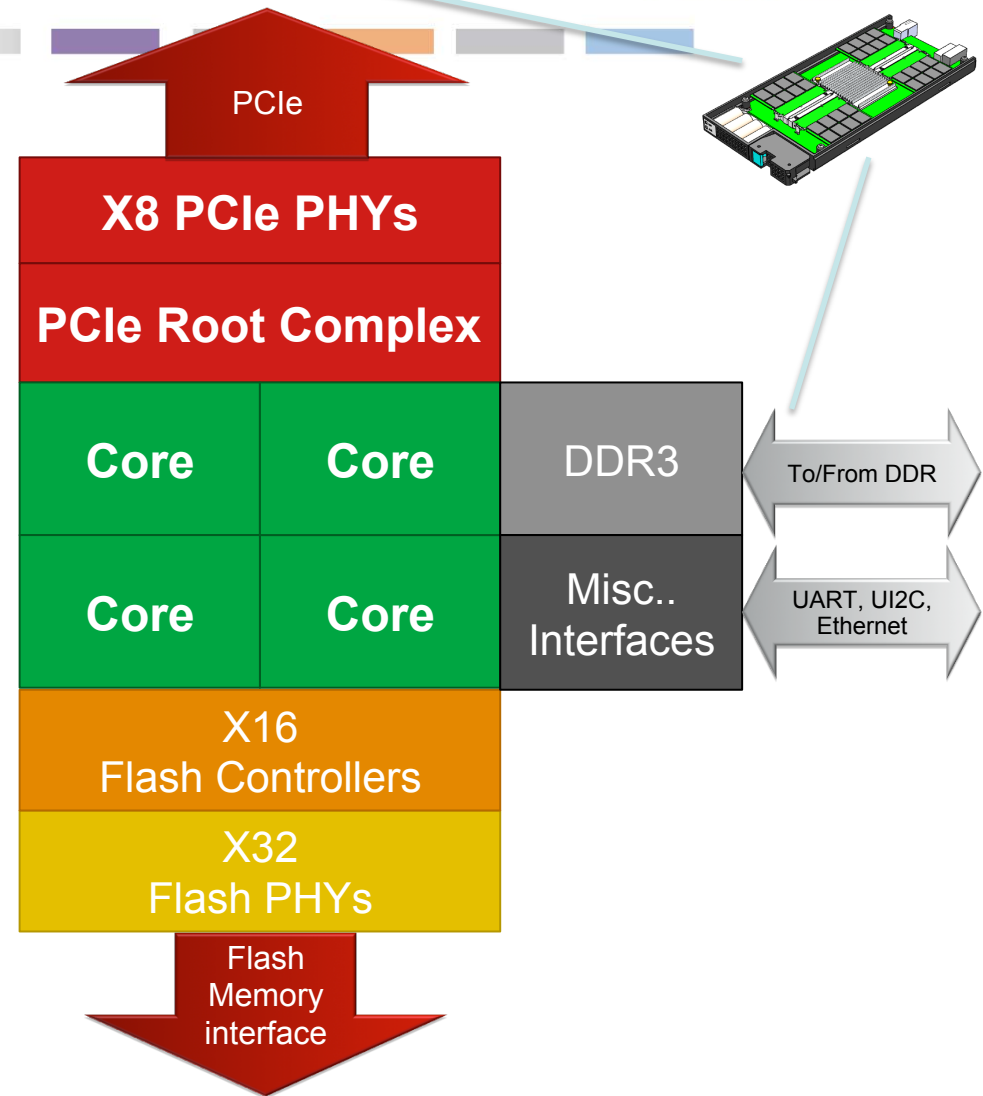 PCIe
X8 PCIe PHYs
PCIe Root Complex
Core
Core
DDR3
To/From DDR
Core
Core
Misc..
Interfaces
UART, UI2C,
Ethernet
X16
Flash Controllers
X32
Flash PHYs
Flash
Memory
interface